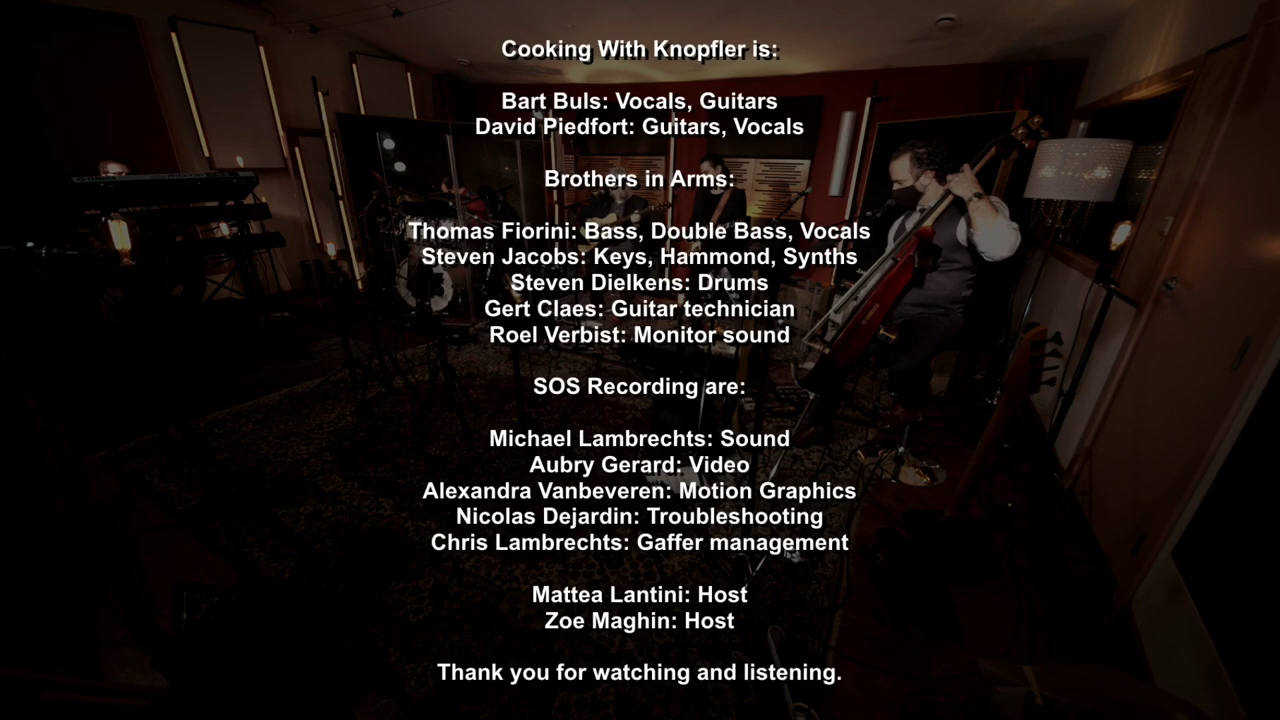 Cooking With Knopfler is:
Bart Buls: Vocals, Guitars
David Piedfort: Guitars, Vocals
Brothers in Arms:
Thomas Fiorini: Bass, Double Bass, Vocals
Steven Jacobs: Keys, Hammond, Synths
Steven Dielkens: Drums
Gert Claes: Guitar technician
Roel Verbist: Monitor sound
SOS Recording are:
Michael Lambrechts: Sound
Aubry Gerard: Video
Alexandra Vanbeveren: Motion Graphics
Nicolas Dejardin: Troubleshooting
Chris Lambrechts: Gaffer management
Mattea Lantini: Host
Zoe Maghin: Host
Thank you for watching and listening.